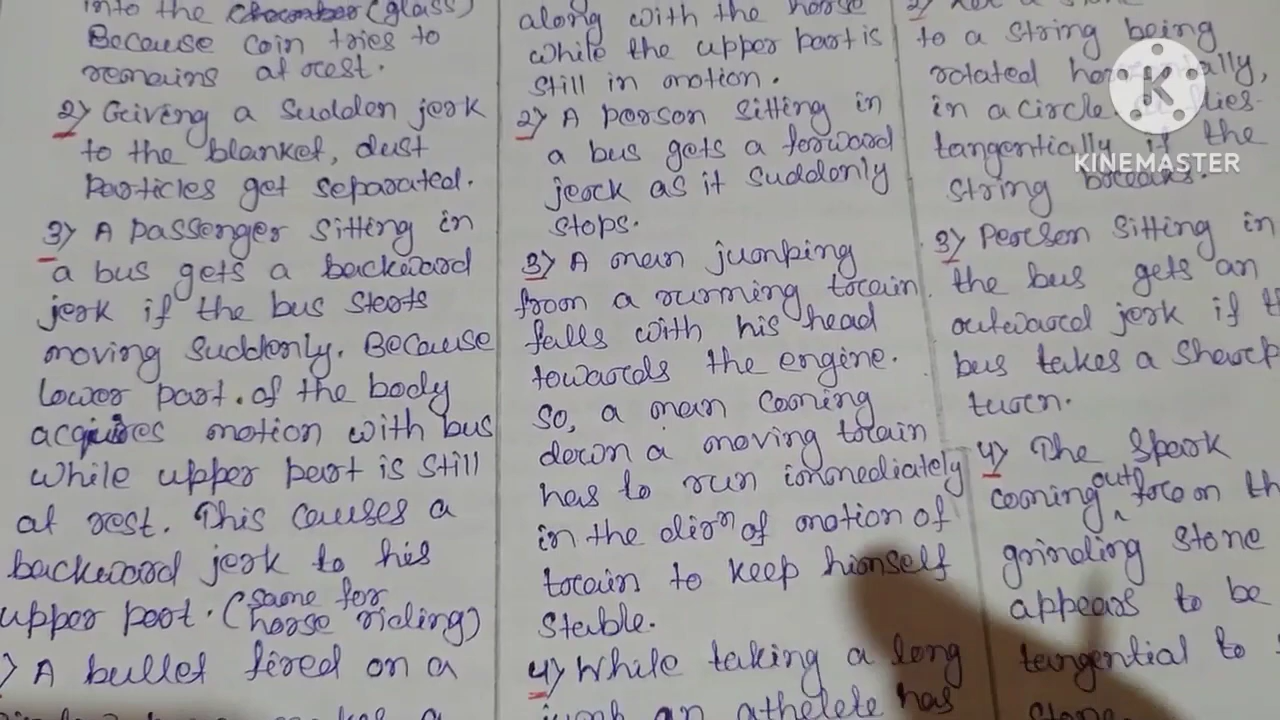 into the (glass)
Because coin tries to
remains at rest.
2) Giving a sudden jerk
to the blanket, dust
particles get separated.
3) A passenger sitting in
a bus gets a backward
jerk if the bus starts
moving suddenly. Because
lower part of the body
acquires motion with bus
while upper part is still
at rest. This causes a
backward jerk to his
upper part. (same for
horse riding)
) A bullet fired on a
along with the horse
while the upper part is
still in motion.
2) A person sitting in
a bus gets a forward
jerk as it suddenly
stops.
3) A man jumping
from a running train
falls with his head
towards the engine.
So, a man coming
down a moving train
has to run immediately
in the dirⁿ of motion of
train to keep himself
stable.
4) While taking a long
jump an athelete has
to a string being
rotated
in a circle
tangentially if the
string breaks.
3) Person sitting in
the bus gets an
outward jerk if
bus takes a sharp
turn.
4) The spark
coming out from
grinding stone
appears to be
tangential to
stone.
KINEMASTER